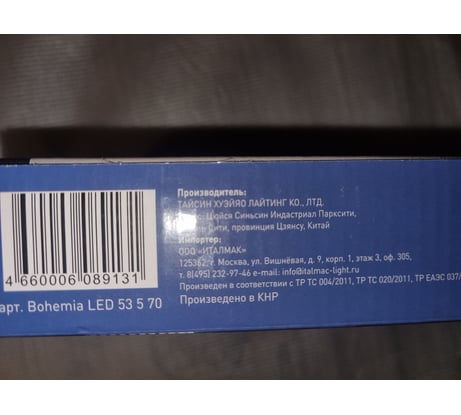 Производитель:
ТАЙСИН ХУЭЙЯО ЛАЙТИНГ КО., ЛТД.
Цюйся Синьсин Индастриал Парксити,
Сити, провинция Цзянсу, Китай
Импортер:
ООО «ИТАЛМАК»
125362, г. Москва, ул. Вишнёвая, д. 9, корп. 1, этаж 3, оф. 305,
т. 8(495) 232-97-46 e-mail: info@italmac-light.ru
Произведен в соответствии с ТР ТС 004/2011, ТР ТС 020/2011, ТР ЕАЭС 037/
Произведено в КНР
4 660006 089131
арт. Bohemia LED 53 5 70